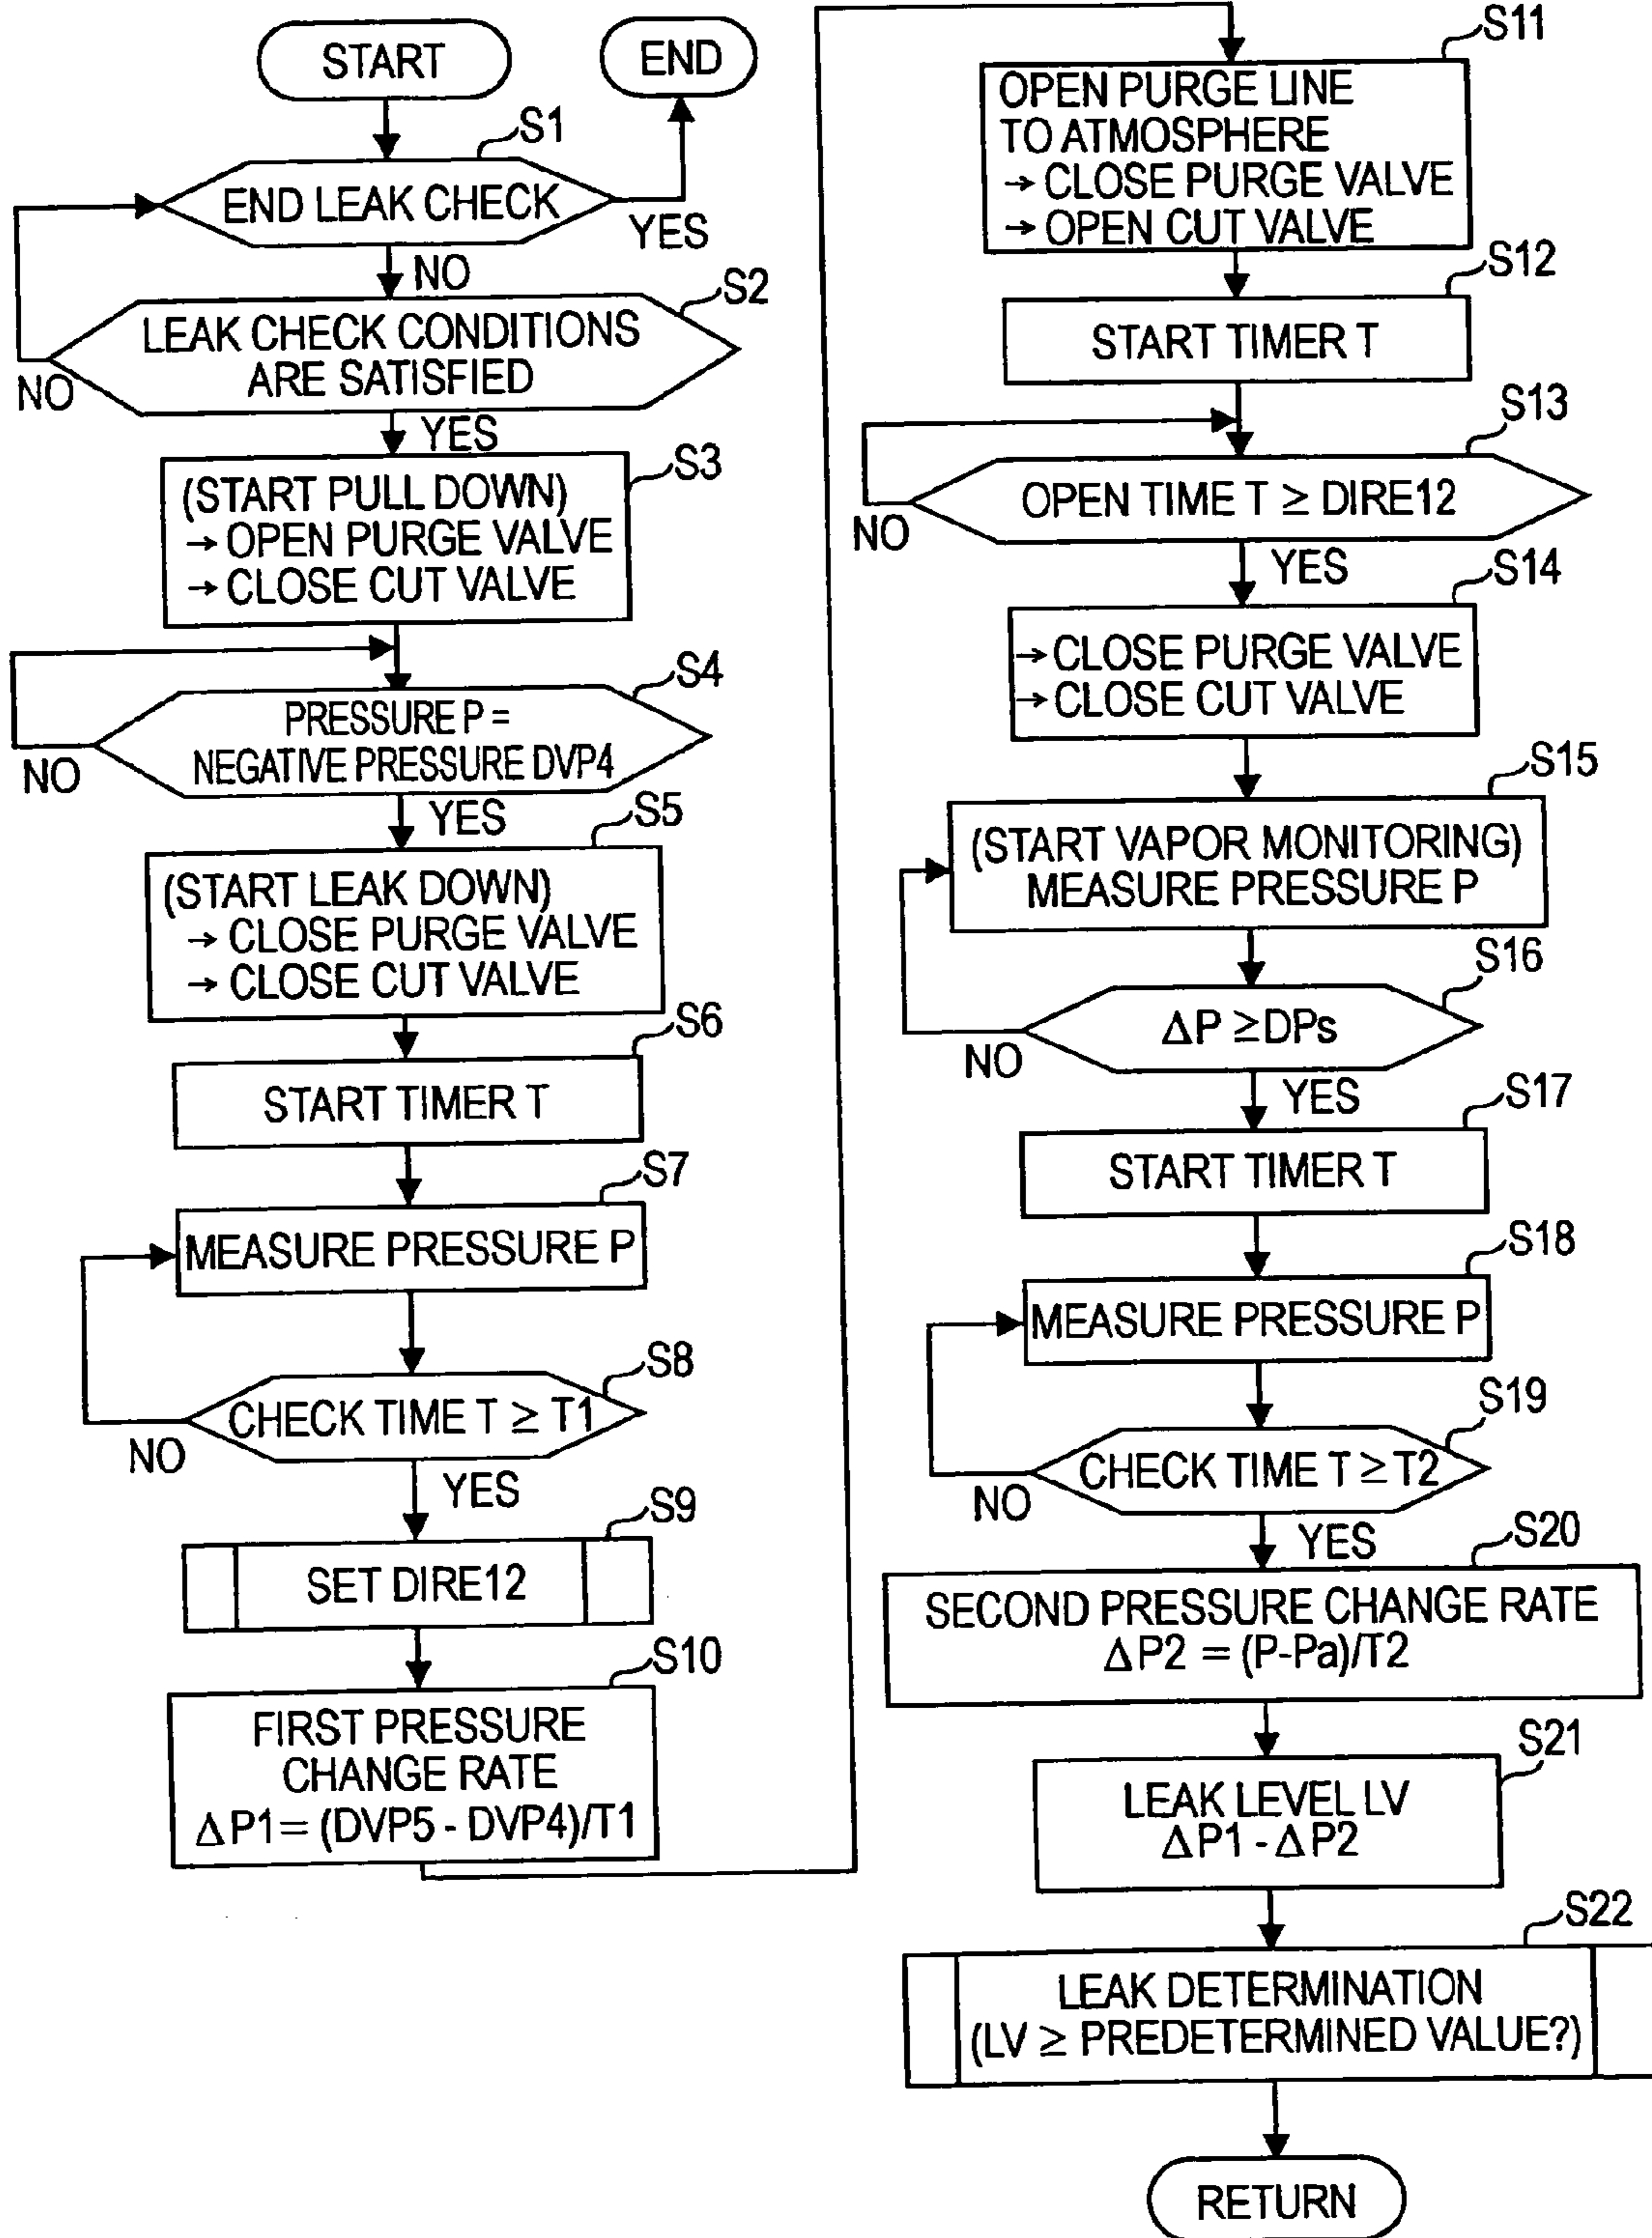 START
END
S1
END LEAK CHECK
YES
NO
S2
LEAK CHECK CONDITIONS
ARE SATISFIED
NO
YES
S3
(START PULL DOWN)
→ OPEN PURGE VALVE
→ CLOSE CUT VALVE
S4
PRESSURE P =
NEGATIVE PRESSURE DVP4
NO
YES
S5
(START LEAK DOWN)
→ CLOSE PURGE VALVE
→ CLOSE CUT VALVE
S6
START TIMER T
S7
MEASURE PRESSURE P
S8
CHECK TIME T ≥ T1
NO
YES
S9
SET DIRE12
S10
FIRST PRESSURE
CHANGE RATE
ΔP1 = (DVP5 - DVP4)/T1
S11
OPEN PURGE LINE
TO ATMOSPHERE
→ CLOSE PURGE VALVE
→ OPEN CUT VALVE
S12
START TIMER T
S13
OPEN TIME T ≥ DIRE12
NO
YES
S14
→ CLOSE PURGE VALVE
→ CLOSE CUT VALVE
S15
(START VAPOR MONITORING)
MEASURE PRESSURE P
S16
ΔP ≥ DPs
NO
YES
S17
START TIMER T
S18
MEASURE PRESSURE P
S19
CHECK TIME T ≥ T2
NO
YES
S20
SECOND PRESSURE CHANGE RATE
ΔP2 = (P-Pa)/T2
S21
LEAK LEVEL LV
ΔP1 - ΔP2
S22
LEAK DETERMINATION
(LV ≥ PREDETERMINED VALUE?)
RETURN